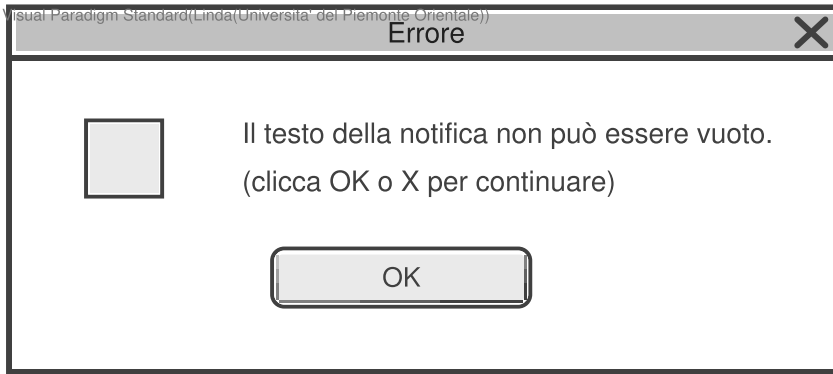 Visual Paradigm Standard(Linda(Universita' del Piemonte Orientale))
Errore
Il testo della notifica non può essere vuoto.
(clicca OK o X per continuare)
OK